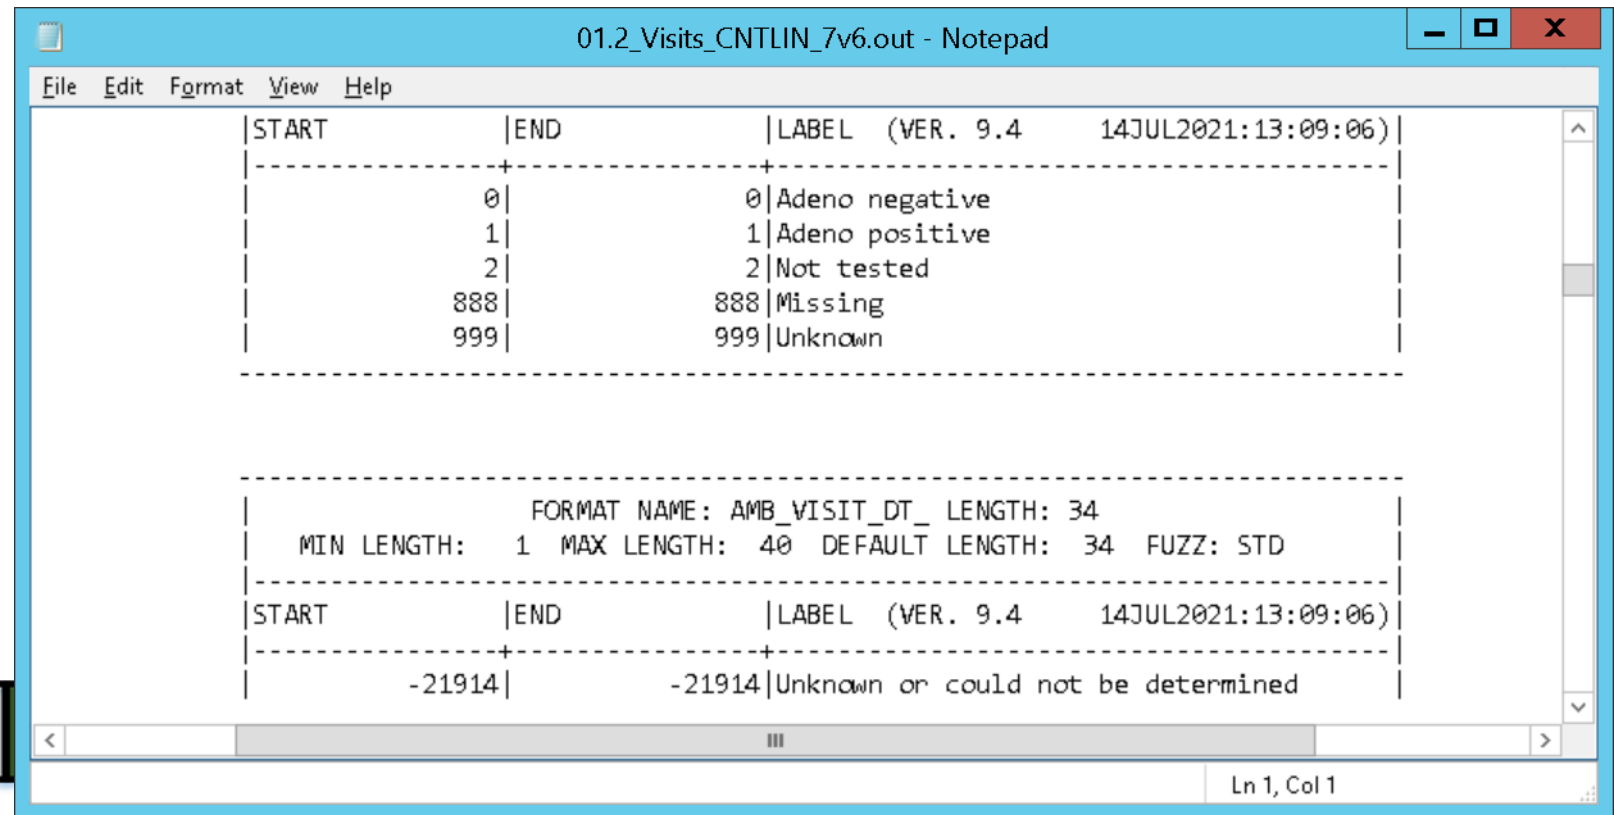 01.2_Visits_CNTLIN_7v6.out - Notepad
File Edit Format View Help
|START |END |LABEL (VER. 9.4 14JUL2021:13:09:06)|
|----------------+----------------+----------------------------------------|
| 0| 0|Adeno negative |
| 1| 1|Adeno positive |
| 2| 2|Not tested |
| 888| 888|Missing |
| 999| 999|Unknown |
----------------------------------------------------------------------------
----------------------------------------------------------------------------
| FORMAT NAME: AMB_VISIT_DT_ LENGTH: 34 |
| MIN LENGTH: 1 MAX LENGTH: 40 DEFAULT LENGTH: 34 FUZZ: STD |
|--------------------------------------------------------------------------|
|START |END |LABEL (VER. 9.4 14JUL2021:13:09:06)|
|----------------+----------------+----------------------------------------|
| -21914| -21914|Unknown or could not be determined |
Ln 1, Col 1